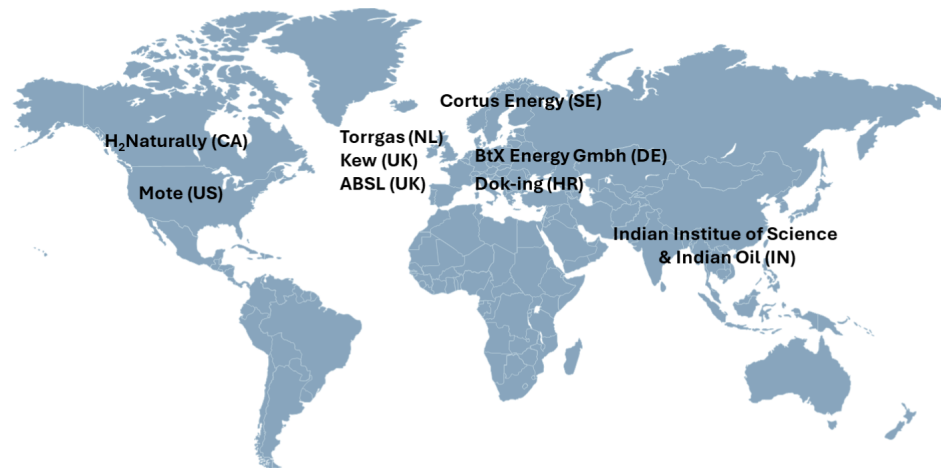 Cortus Energy (SE)
H₂Naturally (CA)
Torrgas (NL)
Kew (UK)
ABSL (UK)
BtX Energy Gmbh (DE)
Dok-ing (HR)
Mote (US)
Indian Institue of Science
& Indian Oil (IN)